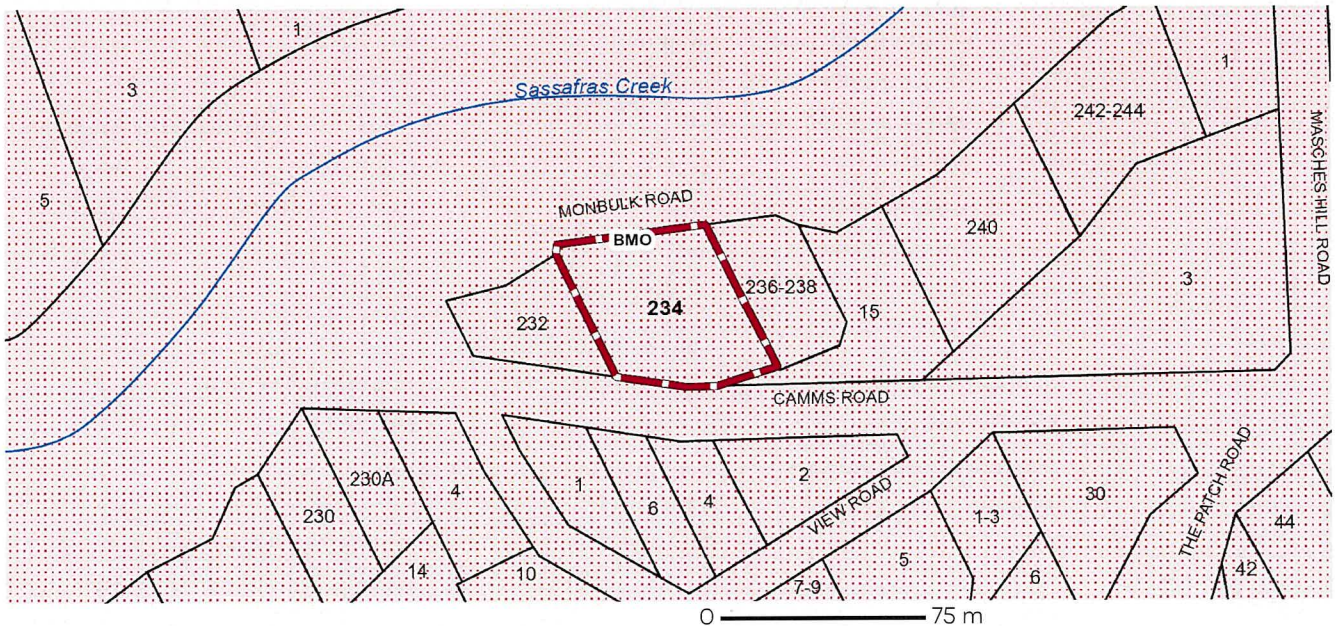 1
3
Sassafras Creek
1
242-244
MASCHES HILL ROAD
5
MONBULK ROAD
BMO
240
236-238
3
234
15
232
CAMMS ROAD
230A
4
1
2
230
6
4
VIEW ROAD
30
THE PATCH ROAD
1-3
44
5
14
10
6
42
7-9
0 75 m